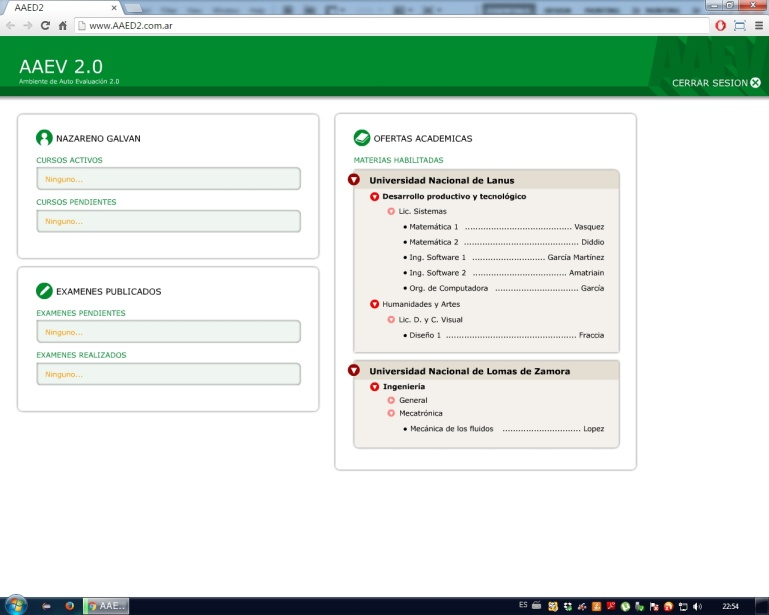 AAED2
www.AAED2.com.ar
AAEV 2.0
Ambiente de Auto Evaluación 2.0
AAEV
CERRAR SESION
NAZARENO GALVAN
CURSOS ACTIVOS
Ninguno...
CURSOS PENDIENTES
Ninguno...
EXAMENES PUBLICADOS
EXAMENES PENDIENTES
Ninguno...
EXAMENES REALIZADOS
Ninguno...
OFERTAS ACADEMICAS
MATERIAS HABILITADAS
Universidad Nacional de Lanus
Desarrollo productivo y tecnológico
Lic. Sistemas
• Matemática 1 ........................................ Vasquez
• Matemática 2 ........................................... Diddio
• Ing. Software 1 ........................... García Martínez
• Ing. Software 2 ................................... Amatriain
• Org. de Computadora ............................... García
Humanidades y Artes
Lic. D. y C. Visual
• Diseño 1 ................................................. Fraccia
Universidad Nacional de Lomas de Zamora
Ingeniería
General
Mecatrónica
• Mecánica de los fluidos ............................. Lopez
AAE...
ES
22:54